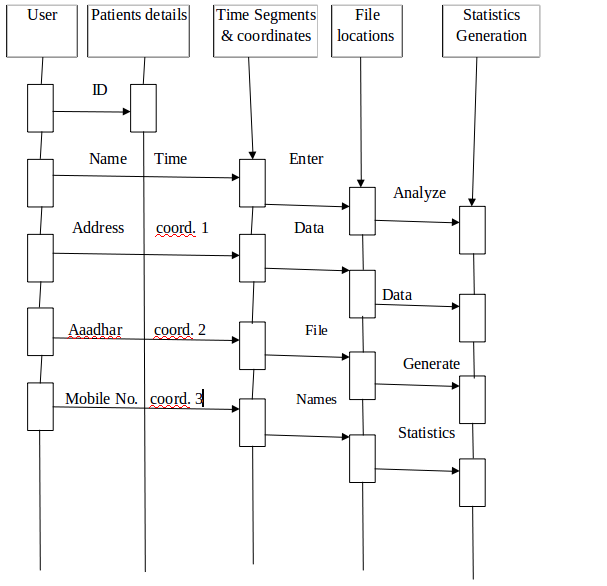 User
Patients details
Time Segments
& coordinates
File
locations
Statistics
Generation
ID
Name Time
Enter
Analyze
Address coord. 1
Data
Data
Aaadhar coord. 2
File
Generate
Mobile No. coord. 3
Names
Statistics